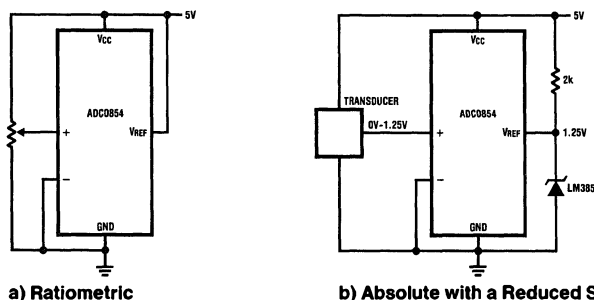 5V
VCC
ADC0854
+
VREF
−
GND
a) Ratiometric
5V
VCC
2k
TRANSDUCER
ADC0854
0V–1.25V
+
VREF
1.25V
−
LM385
GND
b) Absolute with a Reduced S